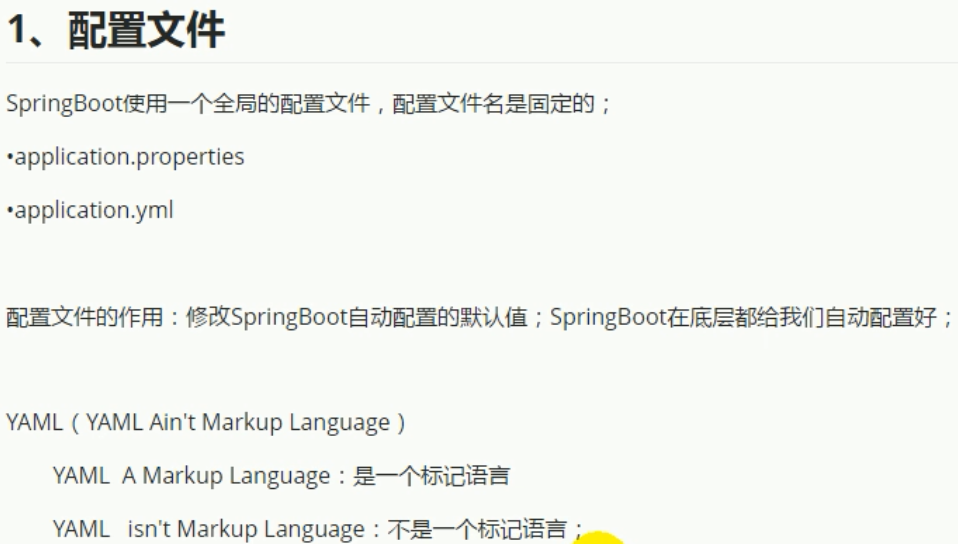 1、配置文件
SpringBoot使用一个全局的配置文件，配置文件名是固定的；
•application.properties
•application.yml
配置文件的作用：修改SpringBoot自动配置的默认值；SpringBoot在底层都给我们自动配置好；
YAML（YAML Ain't Markup Language）
YAML A Markup Language：是一个标记语言
YAML isn't Markup Language：不是一个标记语言；